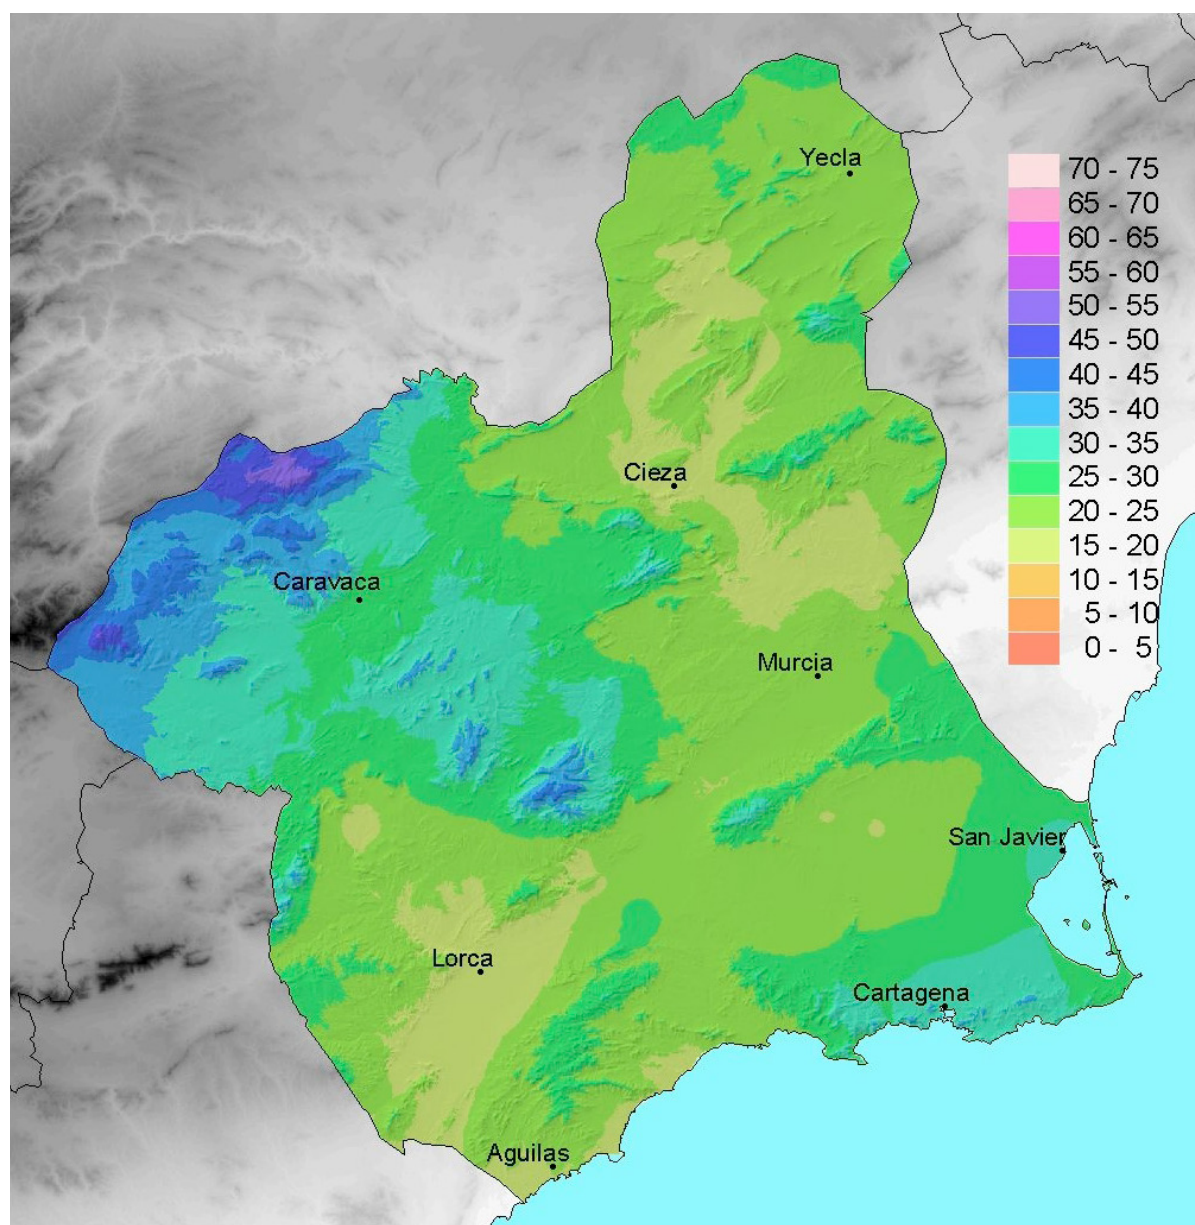 Yecla
70 - 75
65 - 70
60 - 65
55 - 60
50 - 55
45 - 50
40 - 45
35 - 40
30 - 35
25 - 30
20 - 25
15 - 20
10 - 15
5 - 10
0 - 5
Cieza
Caravaca
Murcia
San Javier
Lorca
Cartagena
Aguilas